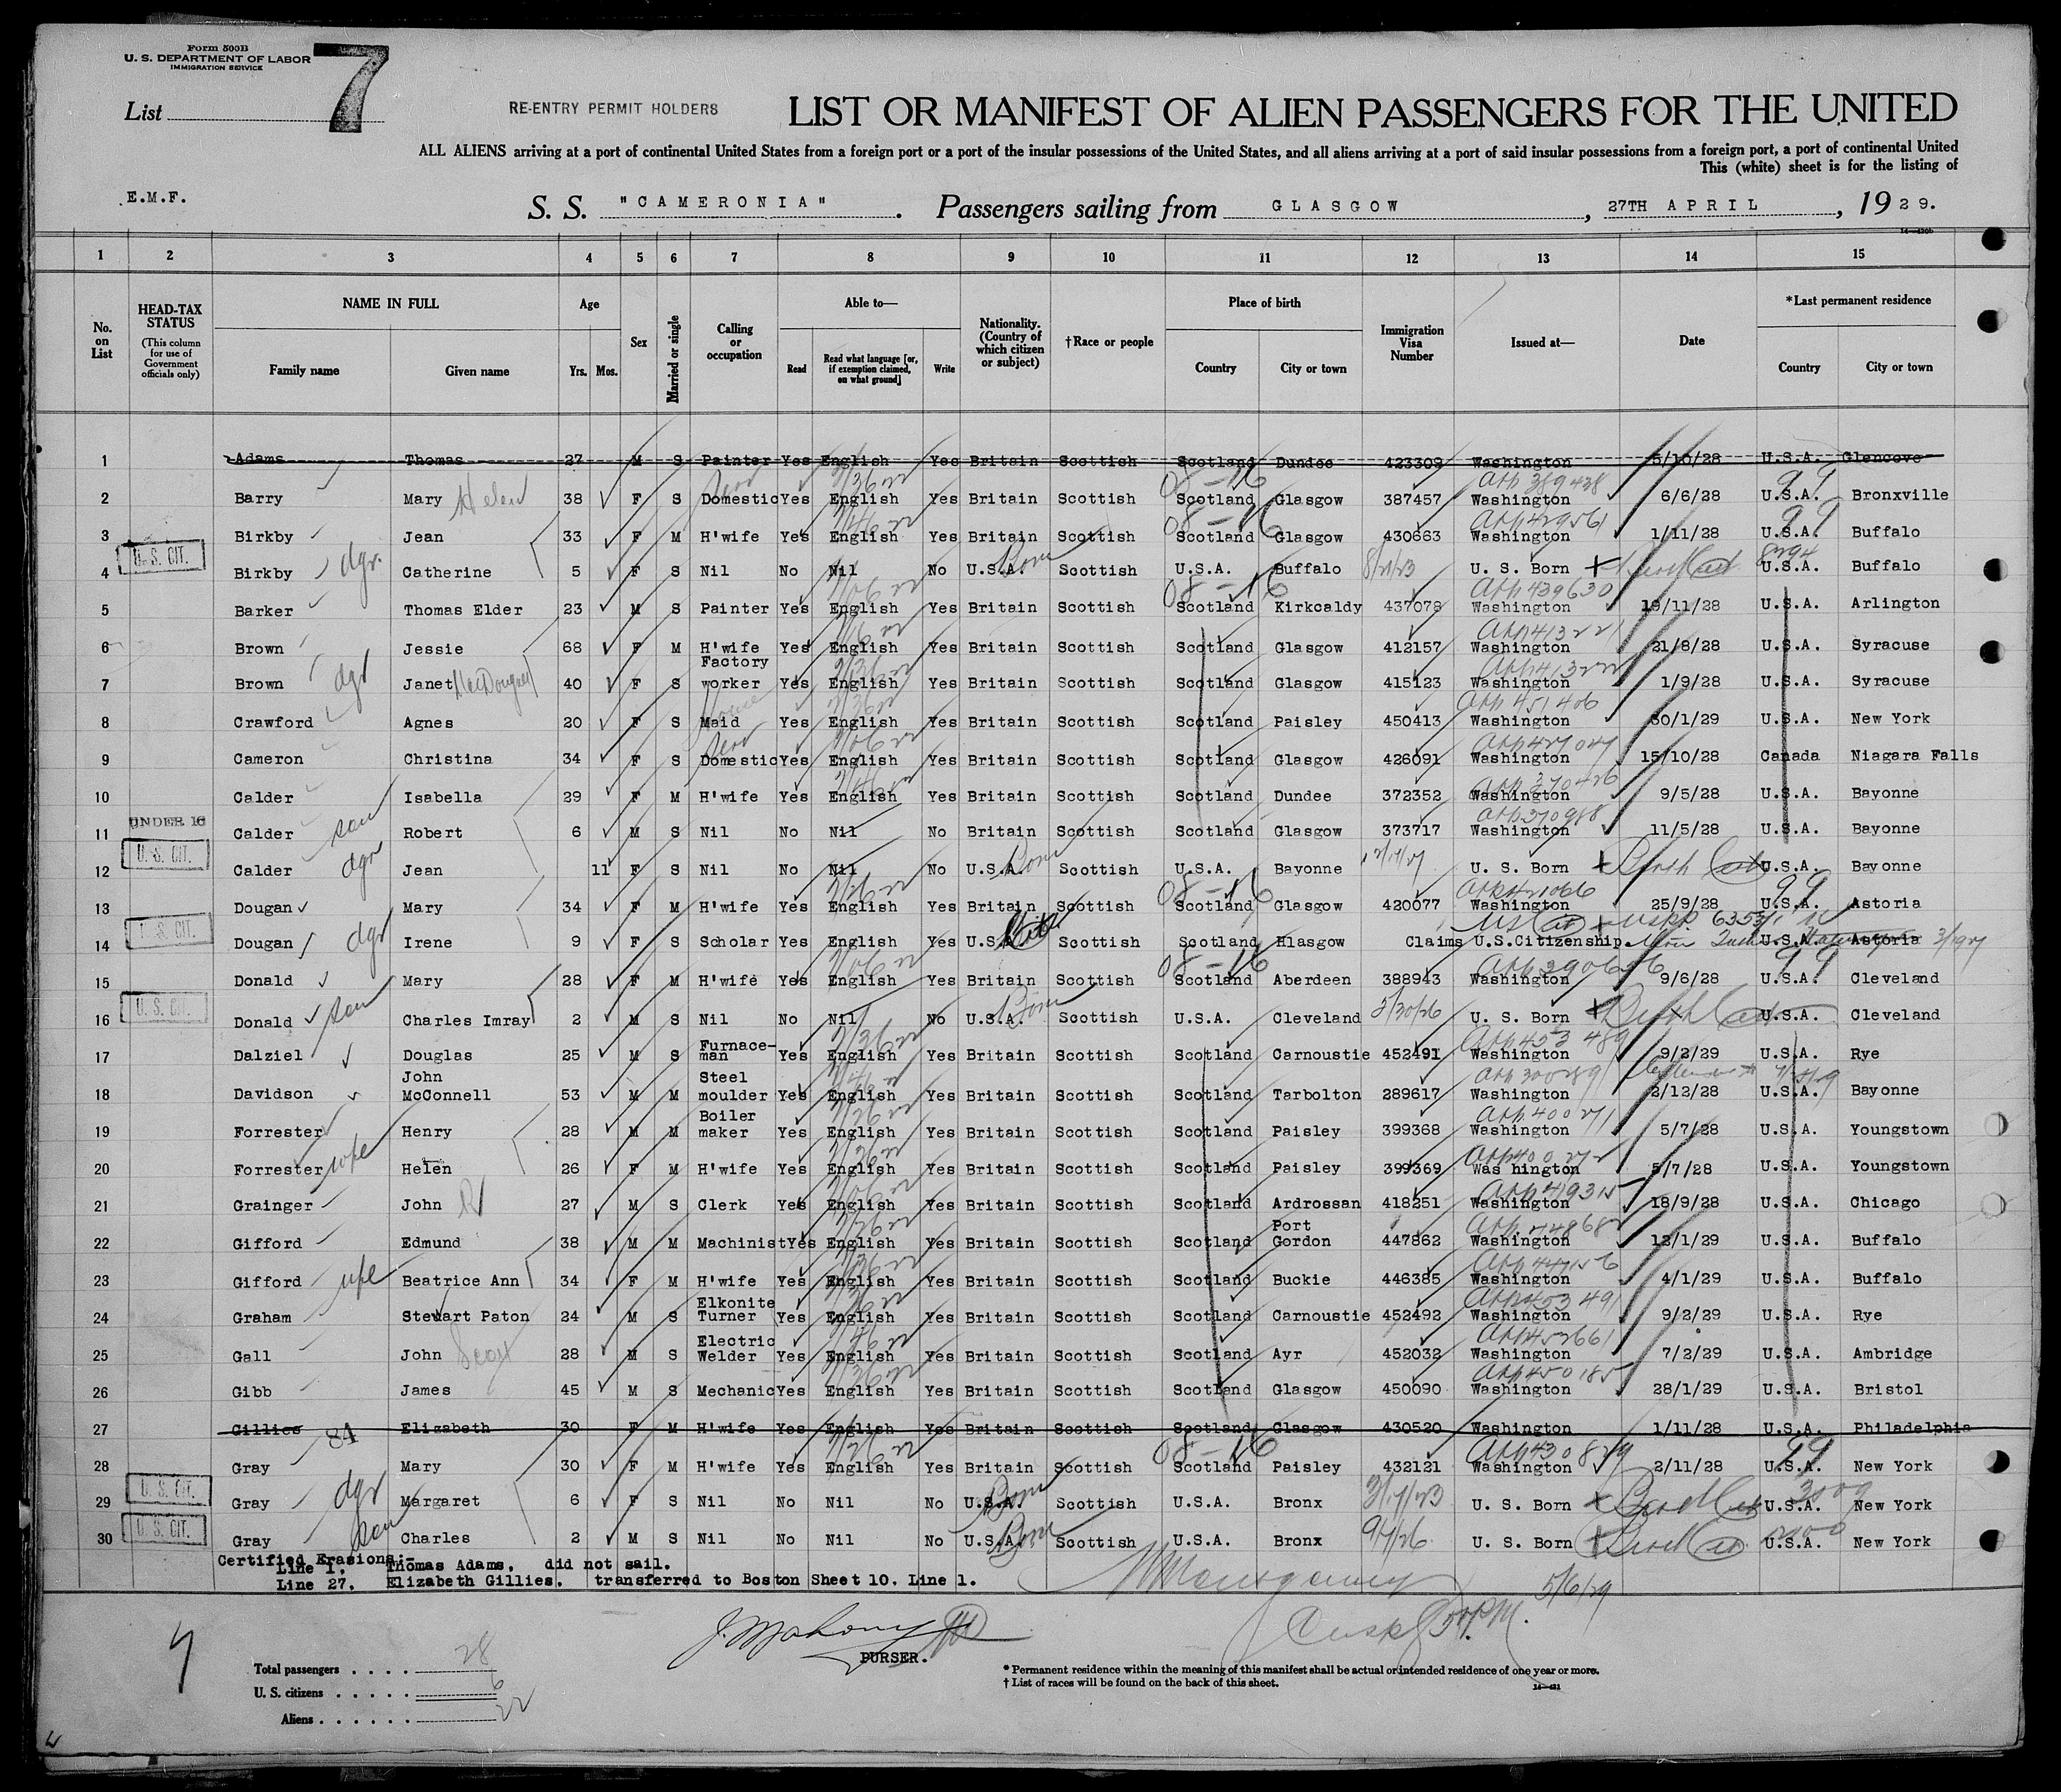 Form 500B
U. S. DEPARTMENT OF LABOR
IMMIGRATION SERVICE
List 7
RE-ENTRY PERMIT HOLDERS
LIST OR MANIFEST OF ALIEN PASSENGERS FOR THE UNITED
ALL ALIENS arriving at a port of continental United States from a foreign port or a port of the insular possessions of the United States, and all aliens arriving at a port of said insular possessions from a foreign port, a port of continental United
This (white) sheet is for the listing of
E.M.F.
S. S. "CAMERONIA". Passengers sailing from GLASGOW, 27TH APRIL, 1929.
1 2 3 4 5 6 7 8 9 10 11 12 13 14 15
No. on List
HEAD-TAX STATUS (This column for use of Government officials only)
NAME IN FULL Family name Given name
Age Yrs. Mos.
Sex
Married or single
Calling or occupation
Able to— Read Read what language [or, if exemption claimed, on what ground] Write
Nationality. (Country of which citizen or subject)
†Race or people
Place of birth Country City or town
Immigration Visa Number
Issued at—
Date
*Last permanent residence Country City or town
1 Adams Thomas 27 M S Painter Yes English Yes Britain Scottish Scotland Dundee 423309 Washington 5/10/28 U.S.A. Glencove
2 Barry Mary Helen 38 F S Domestic Yes English Yes Britain Scottish Scotland Glasgow 387457 Washington 6/6/28 U.S.A. Bronxville
3 Birkby Jean 33 F M H'wife Yes English Yes Britain Scottish Scotland Glasgow 430663 Washington 1/11/28 U.S.A. Buffalo
4 U.S. CIT. Birkby dgr. Catherine 5 F S Nil No Nil No U.S.A. Born Scottish U.S.A. Buffalo 8/21/23 U. S. Born U.S.A. Buffalo
5 Barker Thomas Elder 23 M S Painter Yes English Yes Britain Scottish Scotland Kirkcaldy 437078 Washington 19/11/28 U.S.A. Arlington
6 Brown Jessie 68 F M H'wife Yes English Yes Britain Scottish Scotland Glasgow 412157 Washington 21/8/28 U.S.A. Syracuse
7 Brown dgr Janet MacDougall 40 F S Factory worker Yes English Yes Britain Scottish Scotland Glasgow 415123 Washington 1/9/28 U.S.A. Syracuse
8 Crawford Agnes 20 F S Maid Yes English Yes Britain Scottish Scotland Paisley 450413 Washington 30/1/29 U.S.A. New York
9 Cameron Christina 34 F S Domestic Yes English Yes Britain Scottish Scotland Glasgow 426091 Washington 15/10/28 Canada Niagara Falls
10 Calder Isabella 29 F M H'wife Yes English Yes Britain Scottish Scotland Dundee 372352 Washington 9/5/28 U.S.A. Bayonne
11 UNDER 16 Calder son Robert 6 M S Nil No Nil No Britain Scottish Scotland Glasgow 373717 Washington 11/5/28 U.S.A. Bayonne
12 U.S. CIT. Calder dgr Jean 11 F S Nil No Nil No U.S.A. Born Scottish U.S.A. Bayonne U. S. Born Birth Cert U.S.A. Bayonne
13 Dougan Mary 34 F M H'wife Yes English Yes Britain Scottish Scotland Glasgow 420077 Washington 25/9/28 U.S.A. Astoria
14 U.S. CIT. Dougan dgr Irene 9 F S Scholar Yes English Yes U.S.A. Scottish Scotland Hlasgow Claims U.S.Citizenship. U.S.A. Astoria
15 Donald Mary 28 F M H'wife Yes English Yes Britain Scottish Scotland Aberdeen 388943 Washington 9/6/28 U.S.A. Cleveland
16 U.S. CIT. Donald son Charles Imray 2 M S Nil No Nil No U.S.A. Born Scottish U.S.A. Cleveland 5/30/26 U. S. Born Birth Cert U.S.A. Cleveland
17 Dalziel Douglas 25 M S Furnace-man Yes English Yes Britain Scottish Scotland Carnoustie 452491 Washington 9/2/29 U.S.A. Rye
18 Davidson John McConnell 53 M M Steel moulder Yes English Yes Britain Scottish Scotland Tarbolton 289617 Washington 2/12/28 U.S.A. Bayonne
19 Forrester Henry 28 M M Boiler maker Yes English Yes Britain Scottish Scotland Paisley 399368 Washington 5/7/28 U.S.A. Youngstown
20 Forrester wfe Helen 26 F M H'wife Yes English Yes Britain Scottish Scotland Paisley 399369 Was hington 5/7/28 U.S.A. Youngstown
21 Grainger John R 27 M S Clerk Yes English Yes Britain Scottish Scotland Ardrossan 418251 Washington 18/9/28 U.S.A. Chicago
22 Gifford Edmund 38 M M Machinist Yes English Yes Britain Scottish Scotland Port Gordon 447862 Washington 12/1/29 U.S.A. Buffalo
23 Gifford wfe Beatrice Ann 34 F M H'wife Yes English Yes Britain Scottish Scotland Buckie 446385 Washington 4/1/29 U.S.A. Buffalo
24 Graham Stewart Paton 24 M S Elkonite Turner Yes English Yes Britain Scottish Scotland Carnoustie 452492 Washington 9/2/29 U.S.A. Rye
25 Gall John Scott 28 M S Electric Welder Yes English Yes Britain Scottish Scotland Ayr 452032 Washington 7/2/29 U.S.A. Ambridge
26 Gibb James 45 M S Mechanic Yes English Yes Britain Scottish Scotland Glasgow 450090 Washington 28/1/29 U.S.A. Bristol
27 Gillies Elizabeth 30 F M H'wife Yes English Yes Britain Scottish Scotland Glasgow 430520 Washington 1/11/28 U.S.A. Philadelphia
28 Gray Mary 30 F M H'wife Yes English Yes Britain Scottish Scotland Paisley 432121 Washington 2/11/28 U.S.A. New York
29 U.S. CIT. Gray dgr Margaret 6 F S Nil No Nil No U.S.A. Born Scottish U.S.A. Bronx 3/17/23 U. S. Born U.S.A. New York
30 U.S. CIT. Gray son Charles 2 M S Nil No Nil No U.S.A. Born Scottish U.S.A. Bronx U. S. Born U.S.A. New York
Certified Erasions:-
Line 1. Thomas Adams, did not sail.
Line 27. Elizabeth Gillies, transferred to Boston Sheet 10. Line 1.
5/6/29
J. Mahony
PURSER.
Total passengers .... 28
U. S. citizens ..... 6
Aliens ...... 22
* Permanent residence within the meaning of this manifest shall be actual or intended residence of one year or more.
† List of races will be found on the back of this sheet.